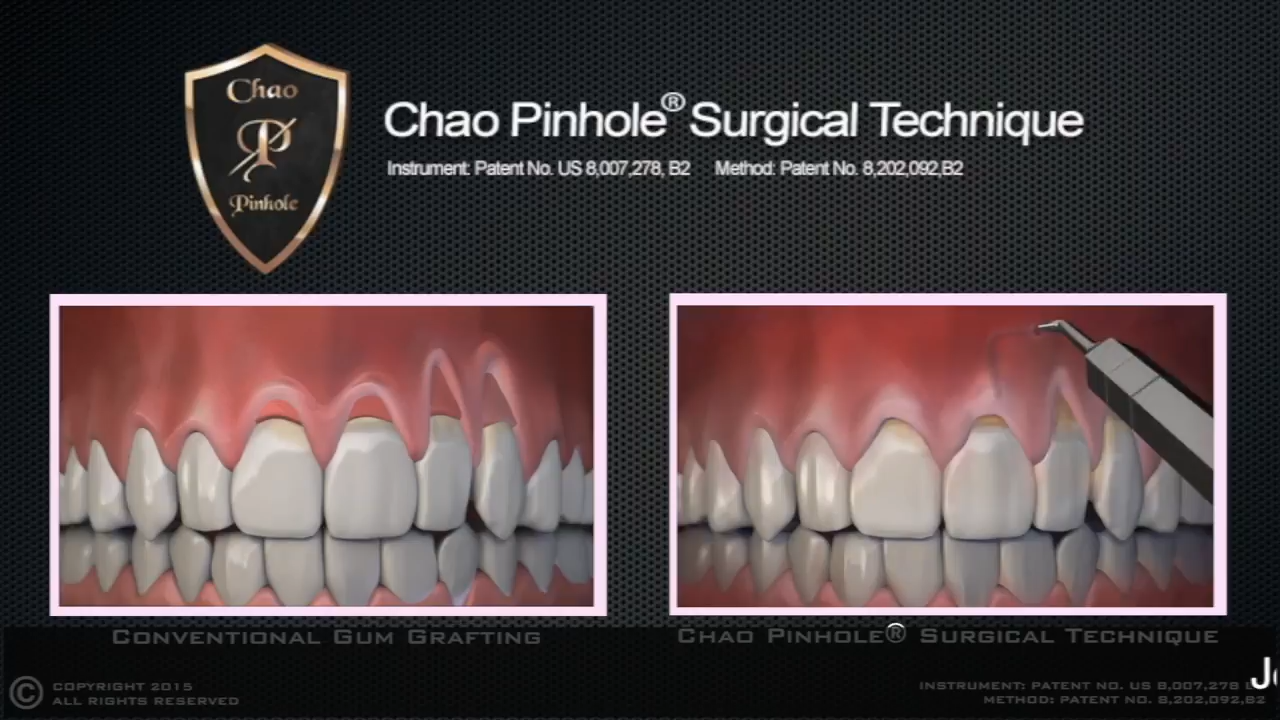 Chao
P
Pinhole
Chao Pinhole® Surgical Technique
Instrument: Patent No. US 8,007,278, B2 Method: Patent No. 8,202,092,B2
CONVENTIONAL GUM GRAFTING
CHAO PINHOLE® SURGICAL TECHNIQUE
© COPYRIGHT 2015
ALL RIGHTS RESERVED
INSTRUMENT: PATENT NO. US 8,007,278
METHOD: PATENT NO. 8,202,092,B2